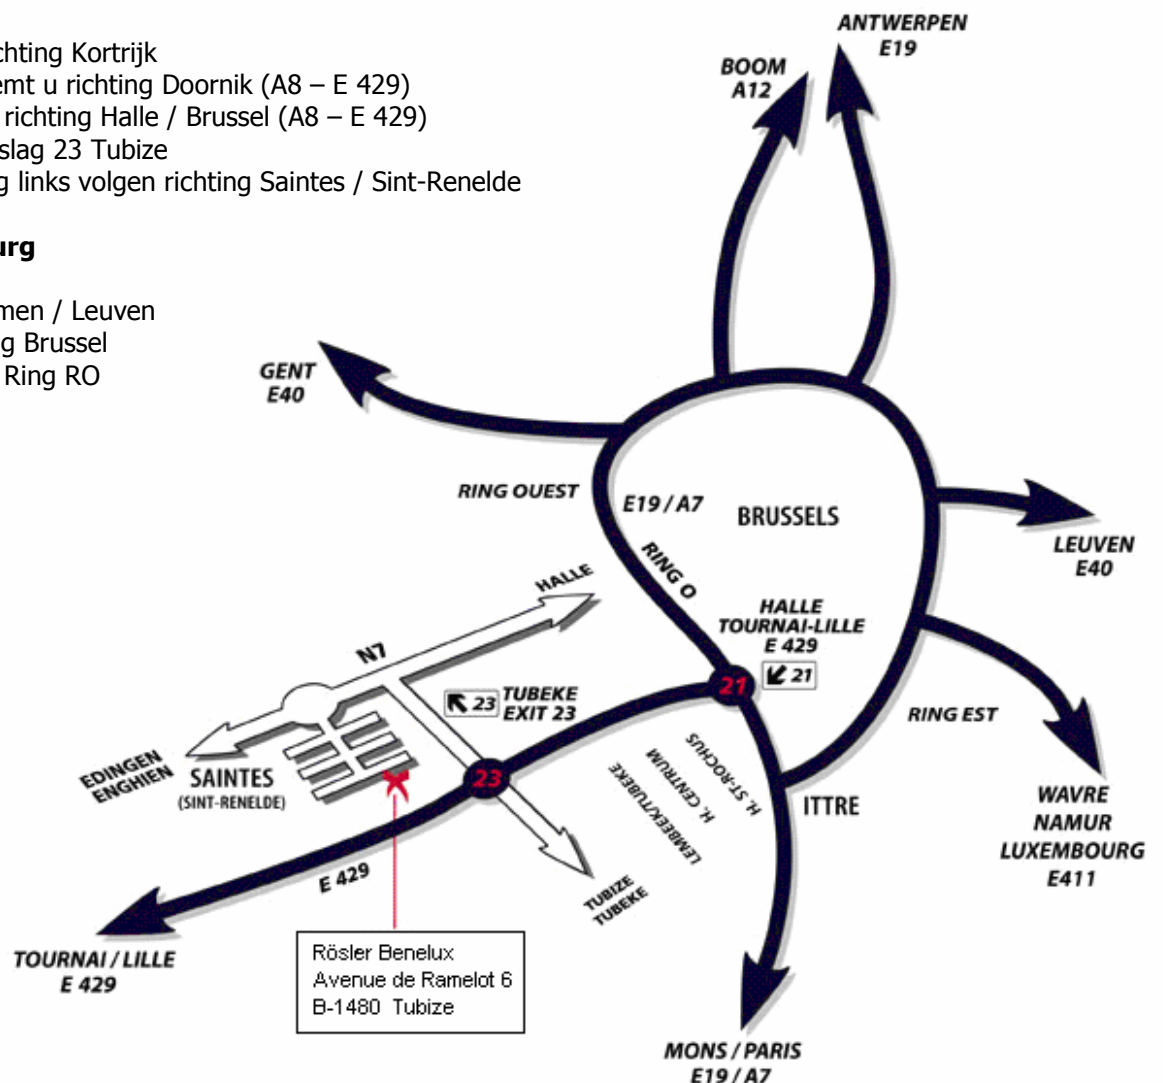 chting Kortrijk
emt u richting Doornik (A8 – E 429)
richting Halle / Brussel (A8 – E 429)
slag 23 Tubize
g links volgen richting Saintes / Sint-Renelde
urg
men / Leuven
g Brussel
Ring RO
ANTWERPEN
E19
BOOM
A12
GENT
E40
RING OUEST
E19 / A7
BRUSSELS
RING O
LEUVEN
E40
HALLE
TOURNAI-LILLE
E 429
21
21
HALLE
N7
23
TUBEKE
EXIT 23
23
EDINGEN
ENGHIEN
SAINTES
(SINT-RENELDE)
H. ST-ROCHUS
H. CENTRUM
LEMBEEK/TUBEKE
RING EST
ITTRE
WAVRE
NAMUR
LUXEMBOURG
E411
E 429
TUBIZE
TUBEKE
TOURNAI / LILLE
E 429
Rösler Benelux
Avenue de Ramelot 6
B-1480 Tubize
MONS / PARIS
E19 / A7